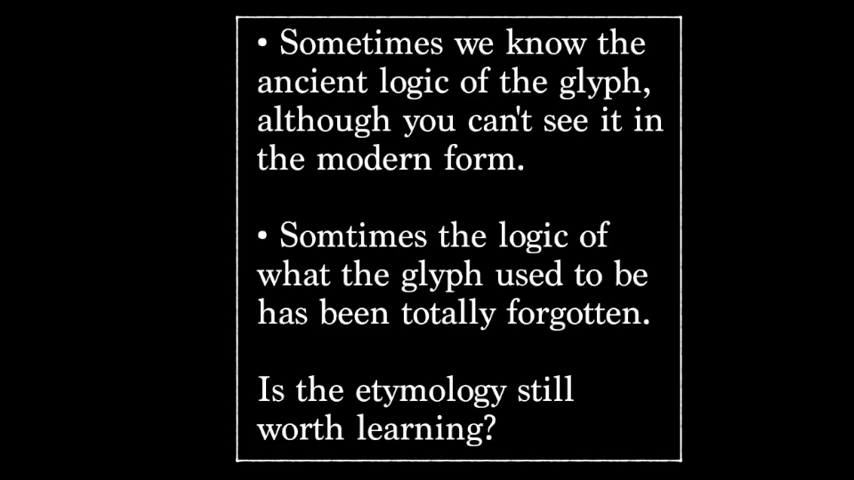 • Sometimes we know the
ancient logic of the glyph,
although you can't see it in
the modern form.
• Somtimes the logic of
what the glyph used to be
has been totally forgotten.
Is the etymology still
worth learning?